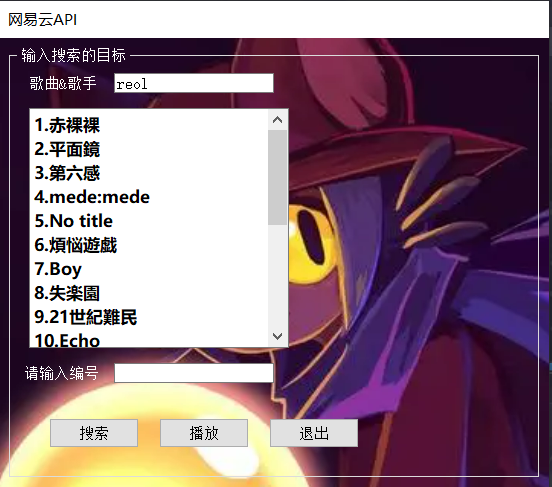 网易云API
输入搜索的目标
歌曲&歌手 reol
1.赤裸裸
2.平面鏡
3.第六感
4.mede:mede
5.No title
6.煩悩遊戯
7.Boy
8.失楽園
9.21世紀難民
10.Echo
请输入编号
搜索 播放 退出